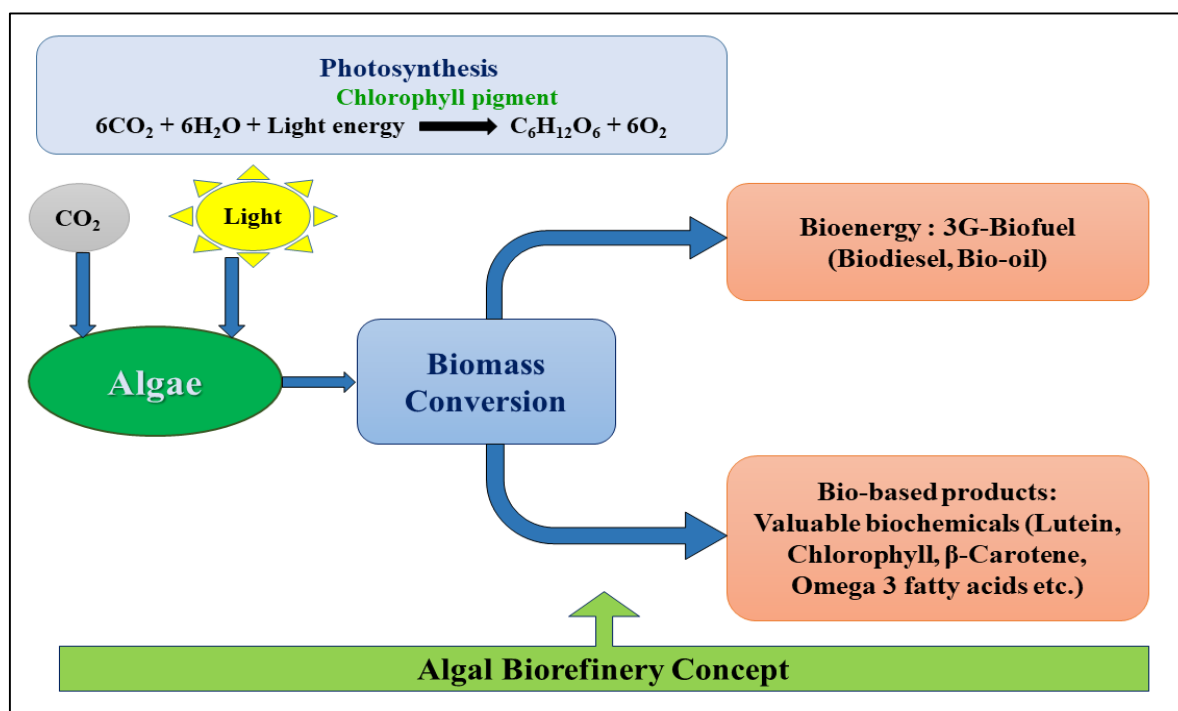 Photosynthesis
Chlorophyll pigment
6CO₂ + 6H₂O + Light energy ⟶ C₆H₁₂O₆ + 6O₂
CO₂
Light
Algae
Biomass
Conversion
Bioenergy : 3G-Biofuel
(Biodiesel, Bio-oil)
Bio-based products:
Valuable biochemicals (Lutein,
Chlorophyll, β-Carotene,
Omega 3 fatty acids etc.)
Algal Biorefinery Concept